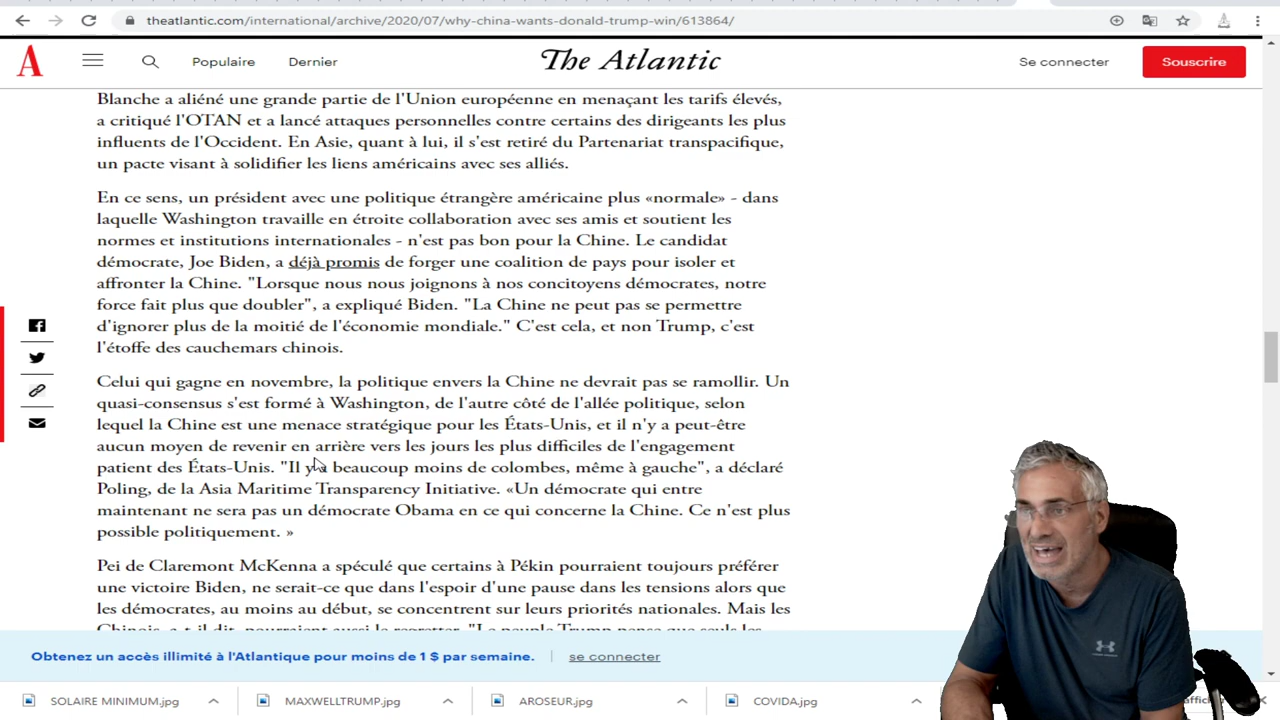 theatlantic.com/international/archive/2020/07/why-china-wants-donald-trump-win/613864/
A
Populaire
Dernier
The Atlantic
Se connecter
Souscrire
Blanche a aliéné une grande partie de l'Union européenne en menaçant les tarifs élevés,
a critiqué l'OTAN et a lancé attaques personnelles contre certains des dirigeants les plus
influents de l'Occident. En Asie, quant à lui, il s'est retiré du Partenariat transpacifique,
un pacte visant à solidifier les liens américains avec ses alliés.
En ce sens, un président avec une politique étrangère américaine plus «normale» - dans
laquelle Washington travaille en étroite collaboration avec ses amis et soutient les
normes et institutions internationales - n'est pas bon pour la Chine. Le candidat
démocrate, Joe Biden, a déjà promis de forger une coalition de pays pour isoler et
affronter la Chine. "Lorsque nous nous joignons à nos concitoyens démocrates, notre
force fait plus que doubler", a expliqué Biden. "La Chine ne peut pas se permettre
d'ignorer plus de la moitié de l'économie mondiale." C'est cela, et non Trump, c'est
l'étoffe des cauchemars chinois.
Celui qui gagne en novembre, la politique envers la Chine ne devrait pas se ramollir. Un
quasi-consensus s'est formé à Washington, de l'autre côté de l'allée politique, selon
lequel la Chine est une menace stratégique pour les États-Unis, et il n'y a peut-être
aucun moyen de revenir en arrière vers les jours les plus difficiles de l'engagement
patient des États-Unis. "Il y a beaucoup moins de colombes, même à gauche", a déclaré
Poling, de la Asia Maritime Transparency Initiative. «Un démocrate qui entre
maintenant ne sera pas un démocrate Obama en ce qui concerne la Chine. Ce n'est plus
possible politiquement. »
Pei de Claremont McKenna a spéculé que certains à Pékin pourraient toujours préférer
une victoire Biden, ne serait-ce que dans l'espoir d'une pause dans les tensions alors que
les démocrates, au moins au début, se concentrent sur leurs priorités nationales. Mais les
Chinois, a-t-il dit, pourraient aussi le regretter. "Le peuple Trump pense que seuls les
Obtenez un accès illimité à l'Atlantique pour moins de 1 $ par semaine.
se connecter
SOLAIRE MINIMUM.jpg
MAXWELLTRUMP.jpg
AROSEUR.jpg
COVIDA.jpg
UNDER ARMOUR